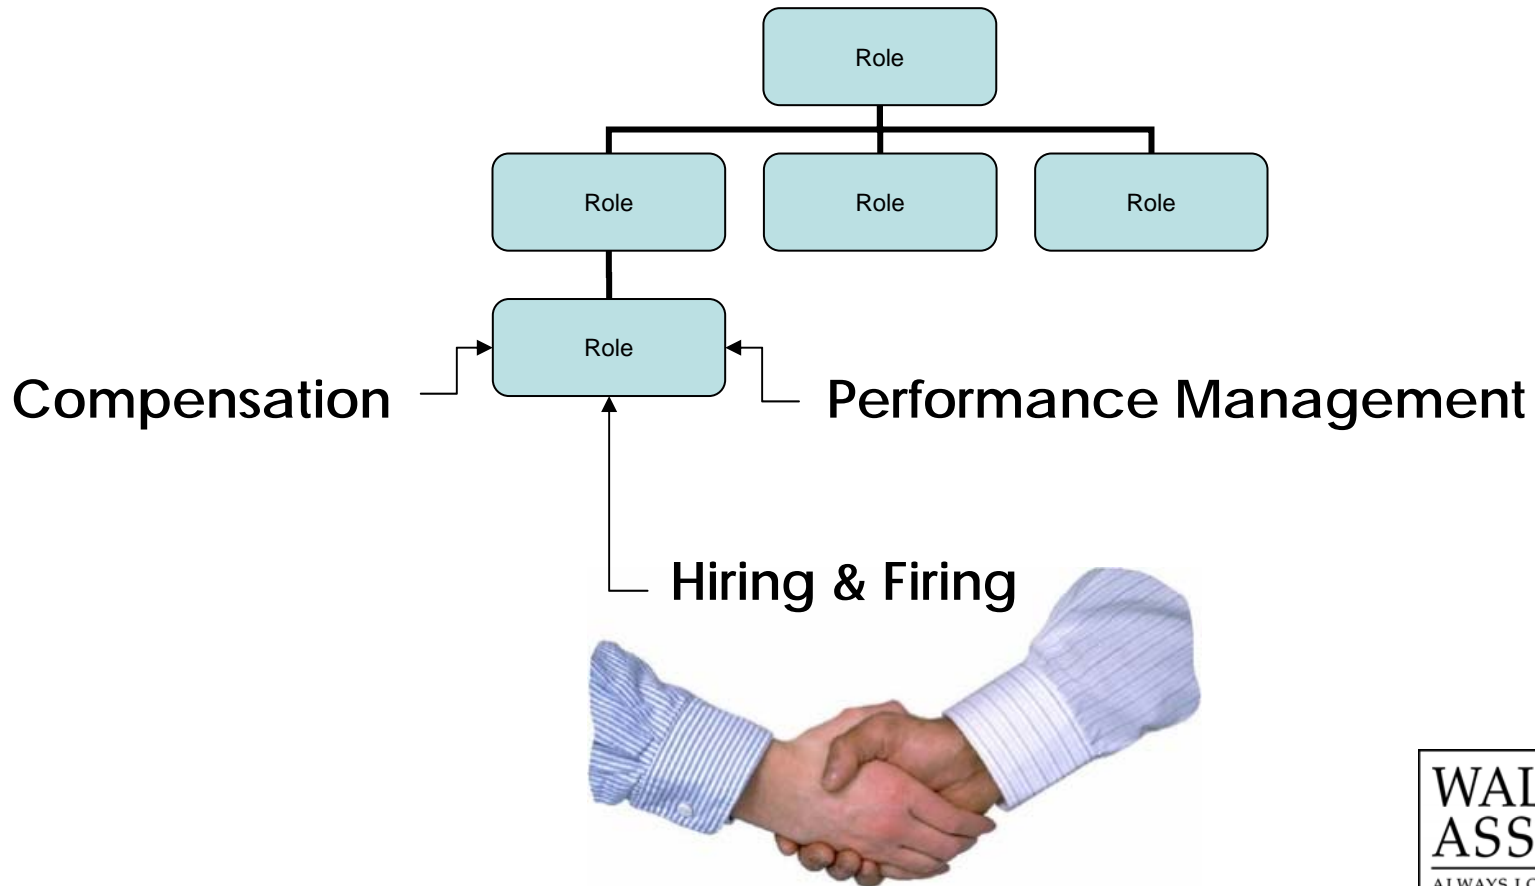 Role
Role
Role
Role
Role
Compensation
Performance Management
Hiring & Firing